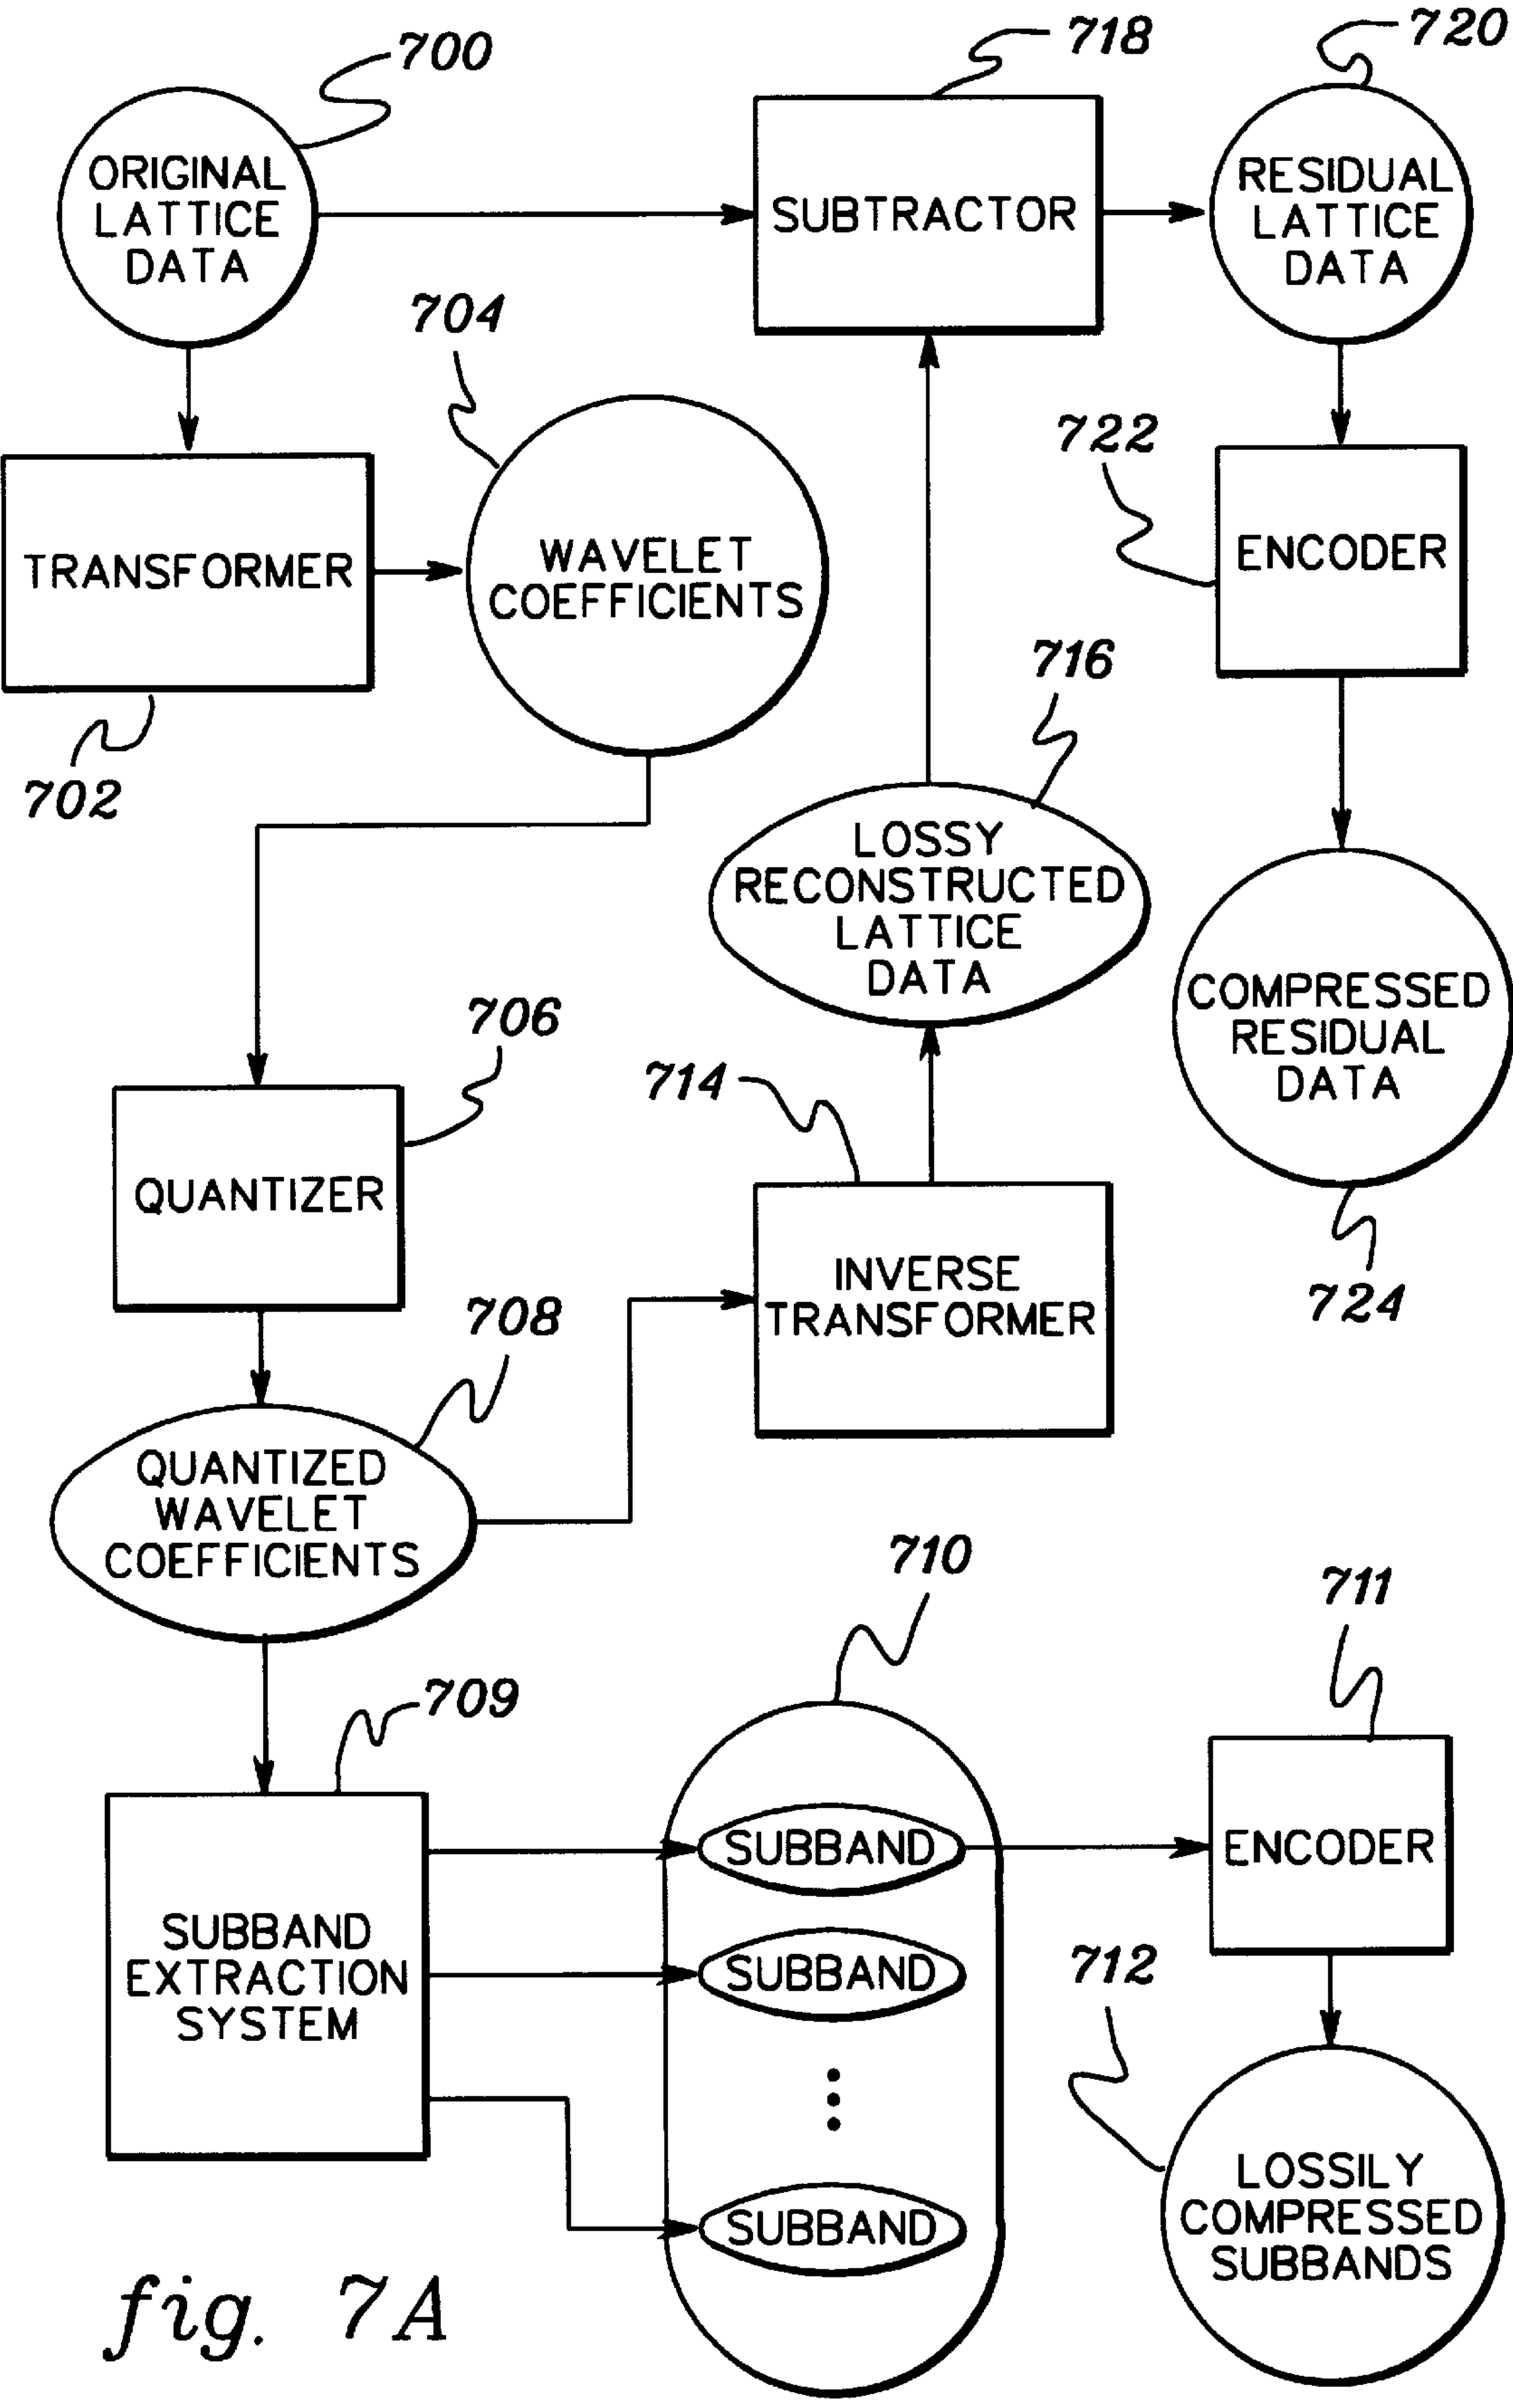 700
718
720
ORIGINAL
LATTICE
DATA
SUBTRACTOR
RESIDUAL
LATTICE
DATA
704
722
TRANSFORMER
WAVELET
COEFFICIENTS
ENCODER
702
716
LOSSY
RECONSTRUCTED
LATTICE
DATA
COMPRESSED
RESIDUAL
DATA
706
714
QUANTIZER
INVERSE
TRANSFORMER
724
708
QUANTIZED
WAVELET
COEFFICIENTS
710
711
709
SUBBAND
ENCODER
SUBBAND
EXTRACTION
SYSTEM
SUBBAND
712
SUBBAND
LOSSILY
COMPRESSED
SUBBANDS
fig. 7A